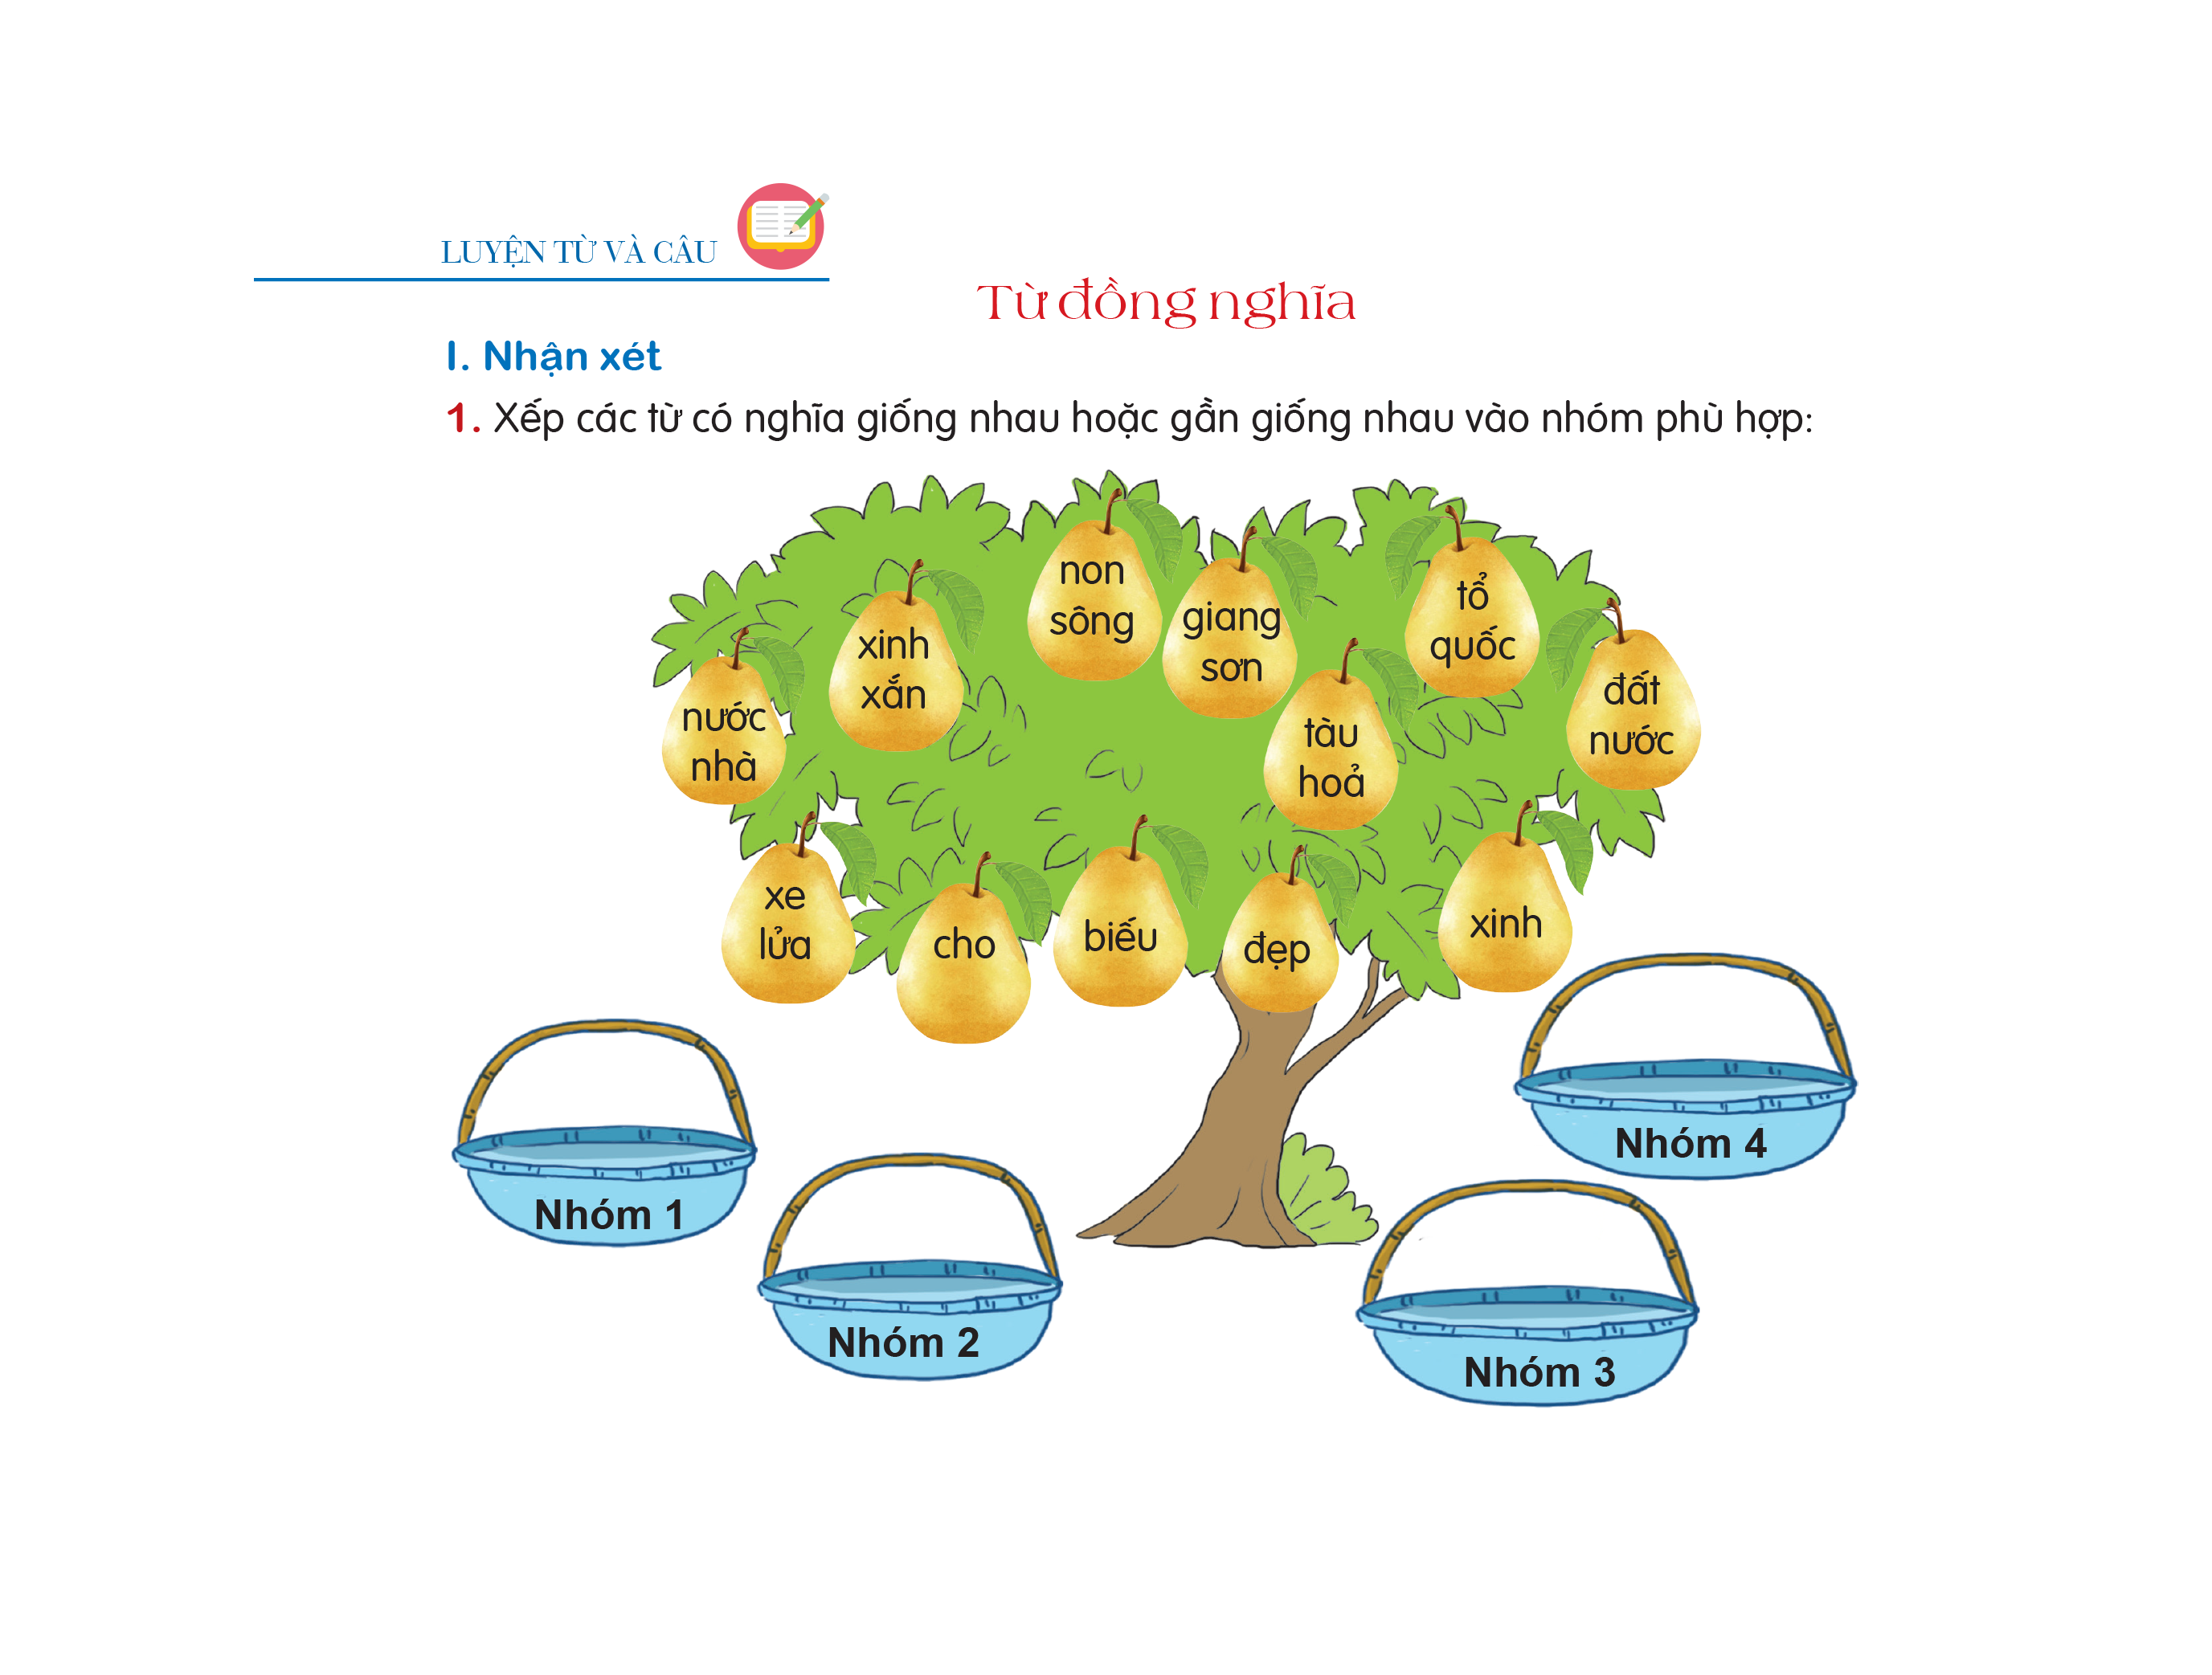 LUYỆN TỪ VÀ CÂU
Từ đồng nghĩa
I. Nhận xét
1. Xếp các từ có nghĩa giống nhau hoặc gần giống nhau vào nhóm phù hợp:
nước
nhà
xinh
xắn
non
sông
giang
sơn
tàu
hoả
tổ
quốc
đất
nước
xe
lửa
cho
biếu
đẹp
xinh
Nhóm 1
Nhóm 2
Nhóm 3
Nhóm 4